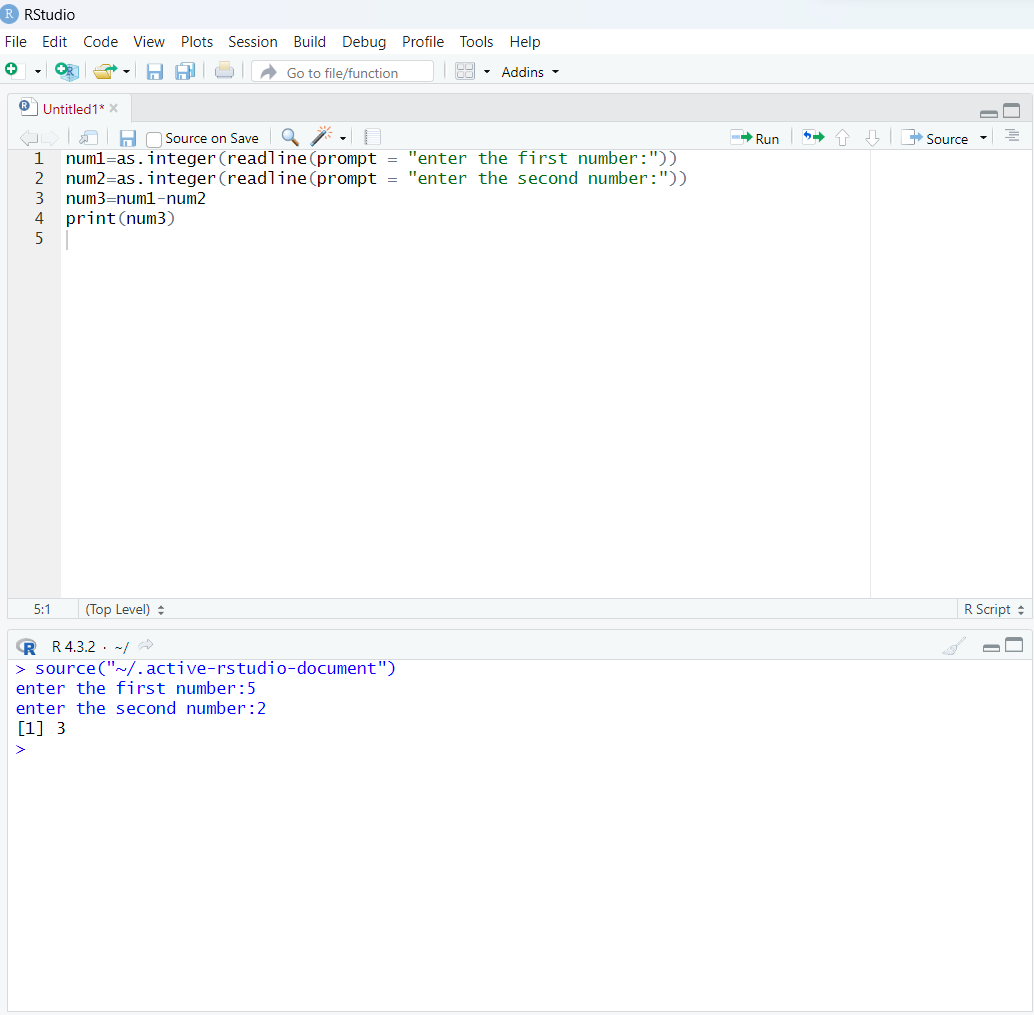 RStudio
File Edit Code View Plots Session Build Debug Profile Tools Help
Go to file/function Addins
Untitled1*
Source on Save Run Source
1 num1=as.integer(readline(prompt = "enter the first number:"))
2 num2=as.integer(readline(prompt = "enter the second number:"))
3 num3=num1-num2
4 print(num3)
5
5:1 (Top Level) R Script
R R 4.3.2 · ~/
> source("~/.active-rstudio-document")
enter the first number:5
enter the second number:2
[1] 3
>